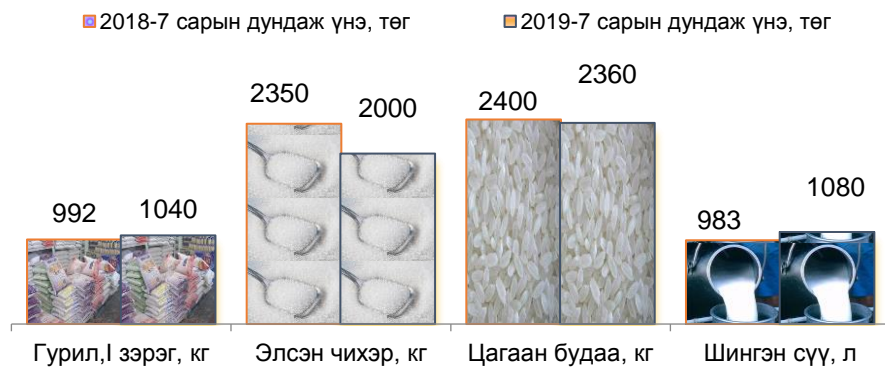 2018-7 сарын дундаж үнэ, төг
2019-7 сарын дундаж үнэ, төг
992
1040
2350
2000
2400
2360
983
1080
Гурил,I зэрэг, кг
Элсэн чихэр, кг
Цагаан будаа, кг
Шингэн сүү, л